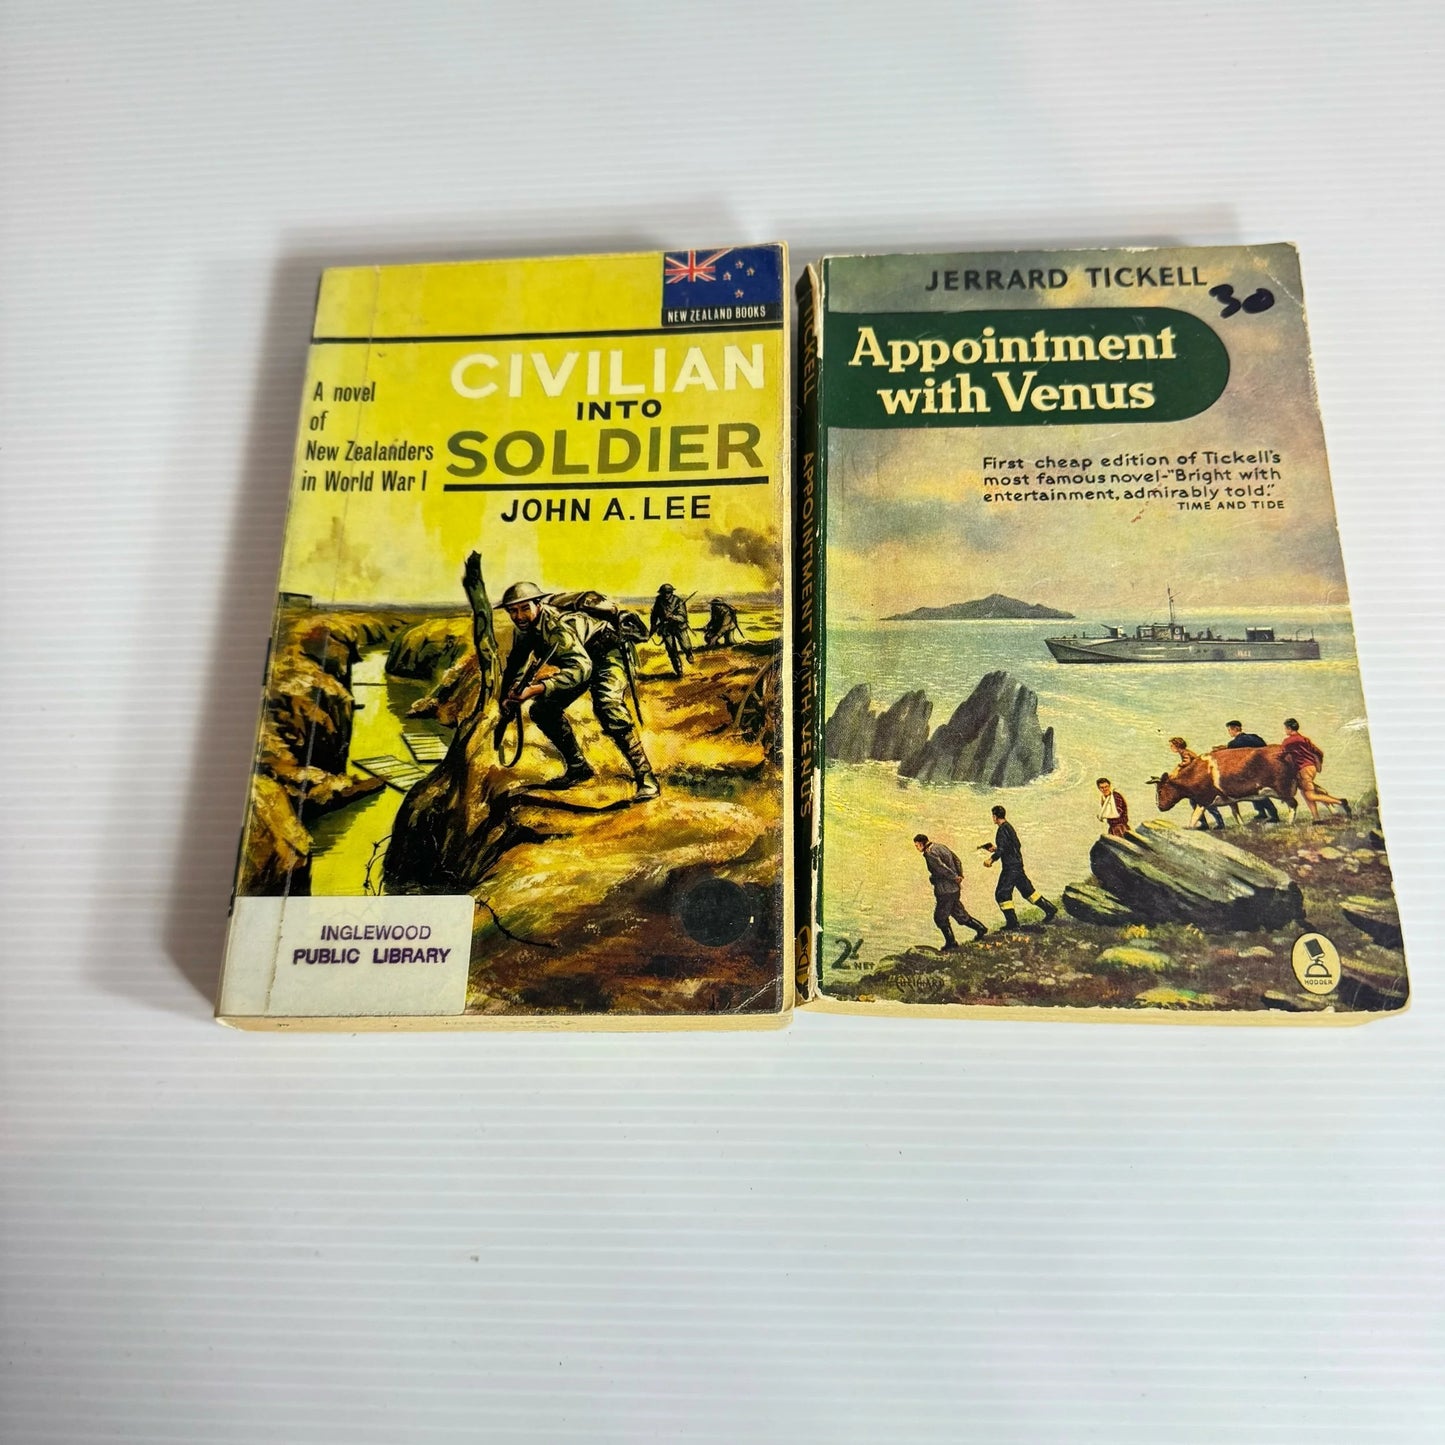 NEW ZEALAND BOOKS
CIVILIAN
INTO
SOLDIER
JOHN A. LEE
A novel
of
New Zealanders
in World War I
INGLEWOOD
PUBLIC LIBRARY
TICKELL APPOINTMENT WITH VENUS
JERRARD TICKELL
30
Appointment
with Venus
First cheap edition of Tickell's
most famous novel-"Bright with
entertainment, admirably told."
TIME AND TIDE
2/-
NET
HODDER